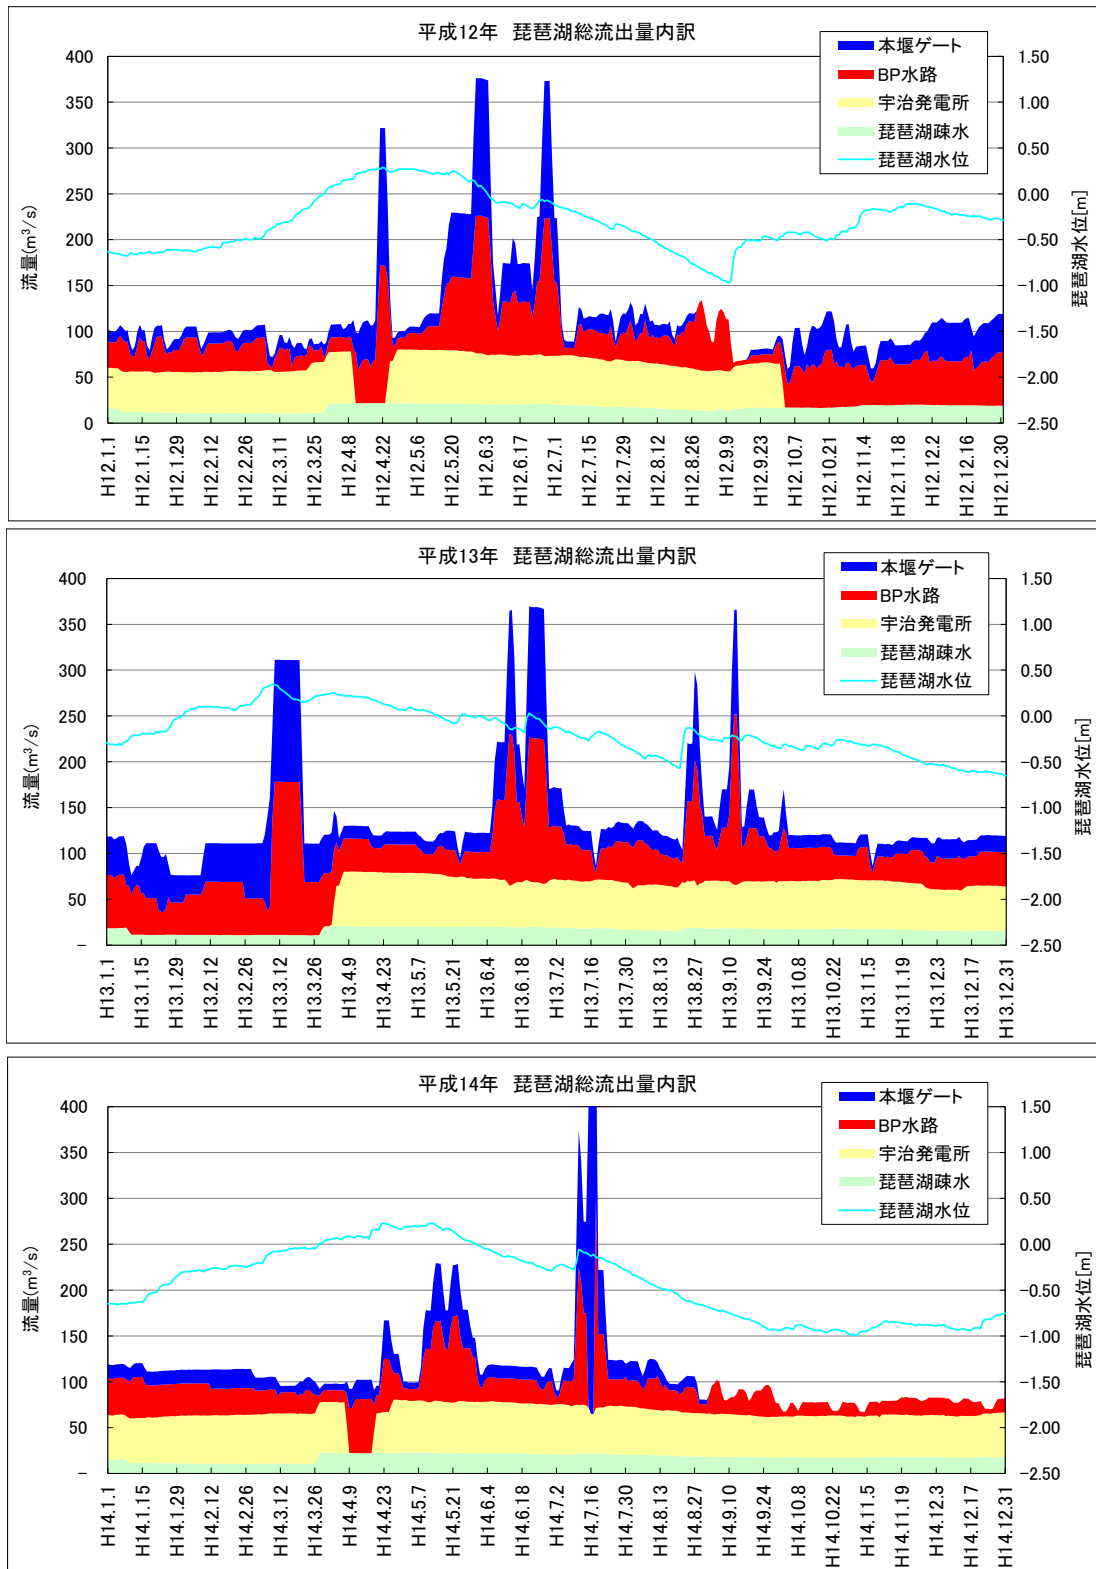 平成12年 琵琶湖総流出量内訳
本堰ゲート
BP水路
宇治発電所
琵琶湖疎水
琵琶湖水位
流量(m³/s)
400
350
300
250
200
150
100
50
0
1.50
1.00
0.50
0.00
−0.50
−1.00
−1.50
−2.00
−2.50
琵琶湖水位[m]
H12.1.1
H12.1.15
H12.1.29
H12.2.12
H12.2.26
H12.3.11
H12.3.25
H12.4.8
H12.4.22
H12.5.6
H12.5.20
H12.6.3
H12.6.17
H12.7.1
H12.7.15
H12.7.29
H12.8.12
H12.8.26
H12.9.9
H12.9.23
H12.10.7
H12.10.21
H12.11.4
H12.11.18
H12.12.2
H12.12.16
H12.12.30
平成13年 琵琶湖総流出量内訳
本堰ゲート
BP水路
宇治発電所
琵琶湖疎水
琵琶湖水位
流量(m³/s)
400
350
300
250
200
150
100
50
−
1.50
1.00
0.50
0.00
−0.50
−1.00
−1.50
−2.00
−2.50
琵琶湖水位[m]
H13.1.1
H13.1.15
H13.1.29
H13.2.12
H13.2.26
H13.3.12
H13.3.26
H13.4.9
H13.4.23
H13.5.7
H13.5.21
H13.6.4
H13.6.18
H13.7.2
H13.7.16
H13.7.30
H13.8.13
H13.8.27
H13.9.10
H13.9.24
H13.10.8
H13.10.22
H13.11.5
H13.11.19
H13.12.3
H13.12.17
H13.12.31
平成14年 琵琶湖総流出量内訳
本堰ゲート
BP水路
宇治発電所
琵琶湖疎水
琵琶湖水位
流量(m³/s)
400
350
300
250
200
150
100
50
−
1.50
1.00
0.50
0.00
−0.50
−1.00
−1.50
−2.00
−2.50
琵琶湖水位[m]
H14.1.1
H14.1.15
H14.1.29
H14.2.12
H14.2.26
H14.3.12
H14.3.26
H14.4.9
H14.4.23
H14.5.7
H14.5.21
H14.6.4
H14.6.18
H14.7.2
H14.7.16
H14.7.30
H14.8.13
H14.8.27
H14.9.10
H14.9.24
H14.10.8
H14.10.22
H14.11.5
H14.11.19
H14.12.3
H14.12.17
H14.12.31